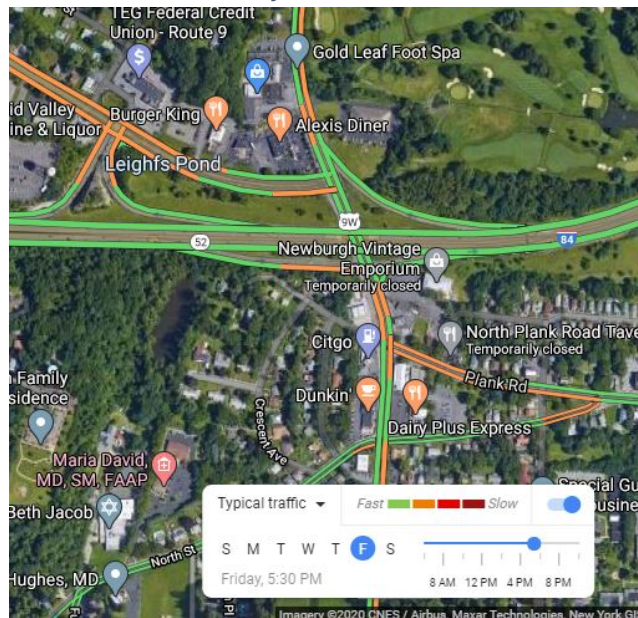 TEG Federal Credit
Union - Route 9
Gold Leaf Foot Spa
id Valley
ine & Liquor
Burger King
Alexis Diner
Leighfs Pond
9W
52
84
Newburgh Vintage
Emporium
Temporarily closed
Citgo
North Plank Road Tave
Temporarily closed
Plank Rd
Family
sidence
Dunkin'
Crescent Ave
Dairy Plus Express
Maria David,
MD, SM, FAAP
Beth Jacob
Special Gu
usine
North St
Hughes, MD
Pl
Typical traffic
Fast
Slow
S M T W T F S
Friday, 5:30 PM
8 AM 12 PM 4 PM 8 PM
Imagery ©2020 CNES / Airbus, Maxar Technologies, New York GI